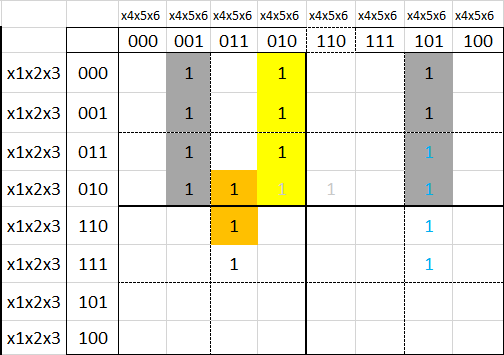 x4x5x6 x4x5x6 x4x5x6 x4x5x6 x4x5x6 x4x5x6 x4x5x6 x4x5x6
000 001 011 010 110 111 101 100
x1x2x3 000 1 1 1
x1x2x3 001 1 1 1
x1x2x3 011 1 1 1
x1x2x3 010 1 1 1 1 1
x1x2x3 110 1 1
x1x2x3 111 1 1
x1x2x3 101
x1x2x3 100